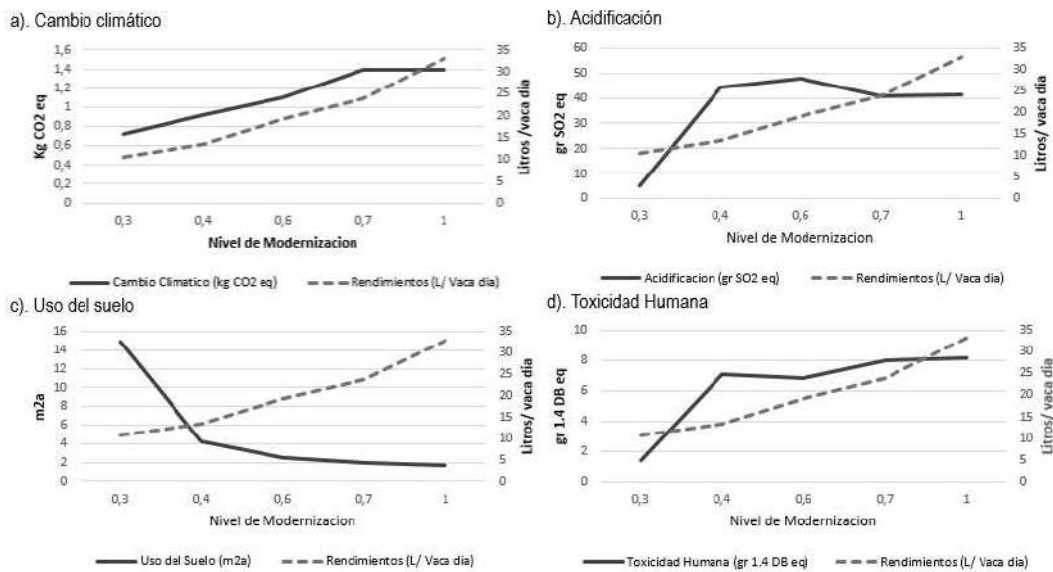 a). Cambio climático
Kg CO2 eq
1,6
1,4
1,2
1
0,8
0,6
0,4
0,2
0
35
30
25
20
15
10
5
0
Litros /vaca dia
0,3 0,4 0,6 0,7 1
Nivel de Modernizacion
Cambio Climatico (kg CO2 eq) Rendimientos (L/ Vaca dia)
b). Acidificación
gr SO2 eq
60
50
40
30
20
10
0
35
30
25
20
15
10
5
0
Litros/ vaca dia
0,3 0,4 0,6 0,7 1
Nivel de Modernizacion
Acidificacion (gr SO2 eq) Rendimientos (L/ Vaca dia)
c). Uso del suelo
m2a
16
14
12
10
8
6
4
2
0
35
30
25
20
15
10
5
0
Litros/ vaca dia
0,3 0,4 0,6 0,7 1
Nivel de Modernizacion
Uso del Suelo (m2a) Rendimientos (L/ Vaca dia)
d). Toxicidad Humana
gr 1.4 DB eq
10
8
6
4
2
0
35
30
25
20
15
10
5
0
Litros/ vaca dia
0,3 0,4 0,6 0,7 1
Nivel de Modernizacion
Toxicidad Humana (gr 1.4 DB eq) Rendimientos (L/ Vaca dia)